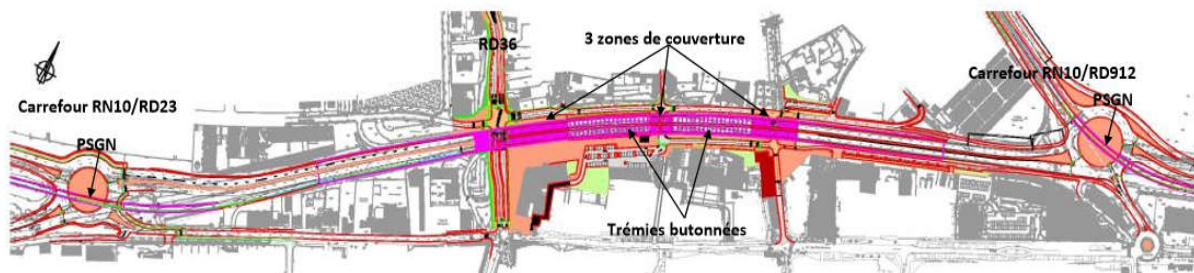 RD36
3 zones de couverture
Carrefour RN10/RD912
Carrefour RN10/RD23
PSGN
PSGN
Trémies butonnées